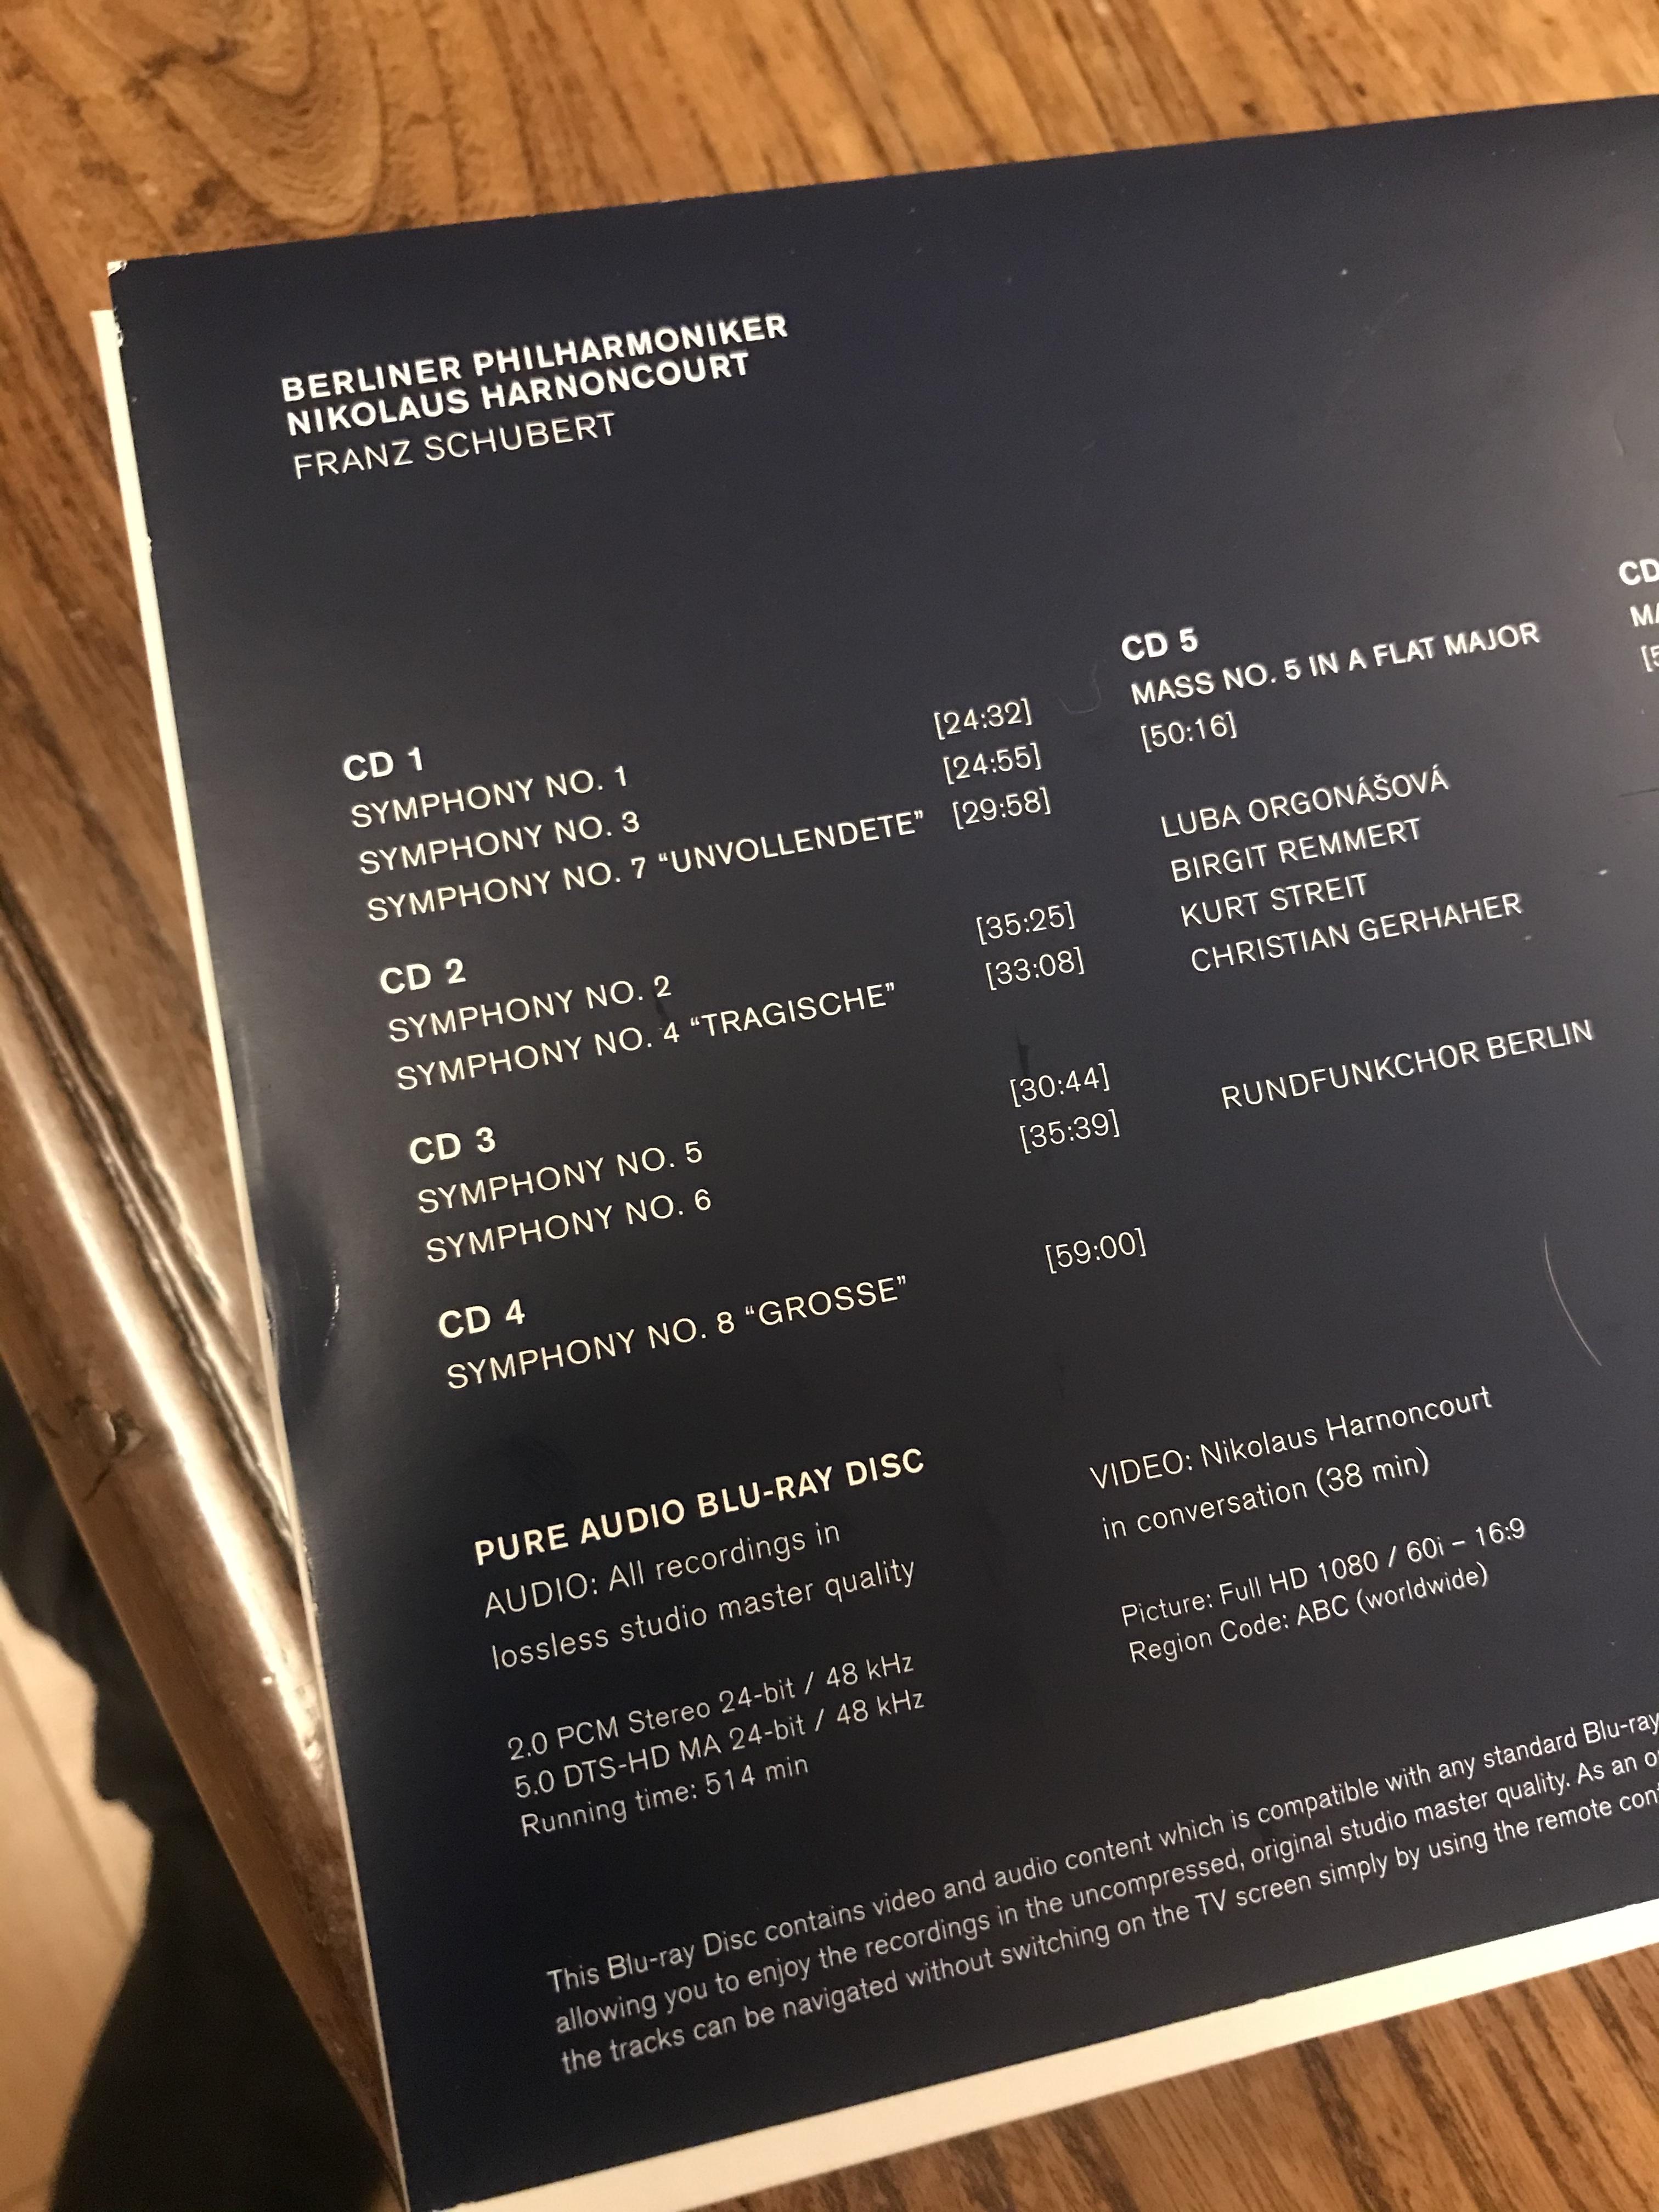 BERLINER PHILHARMONIKER
NIKOLAUS HARNONCOURT
FRANZ SCHUBERT
CD 1
SYMPHONY NO. 1 [24:32]
SYMPHONY NO. 3 [24:55]
SYMPHONY NO. 7 “UNVOLLENDETE” [29:58]
CD 2
SYMPHONY NO. 2 [35:25]
SYMPHONY NO. 4 “TRAGISCHE” [33:08]
CD 3
SYMPHONY NO. 5 [30:44]
SYMPHONY NO. 6 [35:39]
CD 4
SYMPHONY NO. 8 “GROSSE” [59:00]
CD 5
MASS NO. 5 IN A FLAT MAJOR
[50:16]
LUBA ORGONÁŠOVÁ
BIRGIT REMMERT
KURT STREIT
CHRISTIAN GERHAHER
RUNDFUNKCHOR BERLIN
CD
PURE AUDIO BLU-RAY DISC
AUDIO: All recordings in
lossless studio master quality
2.0 PCM Stereo 24-bit / 48 kHz
5.0 DTS-HD MA 24-bit / 48 kHz
Running time: 514 min
VIDEO: Nikolaus Harnoncourt
in conversation (38 min)
Picture: Full HD 1080 / 60i – 16:9
Region Code: ABC (worldwide)
This Blu-ray Disc contains video and audio content which is compatible with any standard Blu-ray
allowing you to enjoy the recordings in the uncompressed, original studio master quality. As an
the tracks can be navigated without switching on the TV screen simply by using the remote